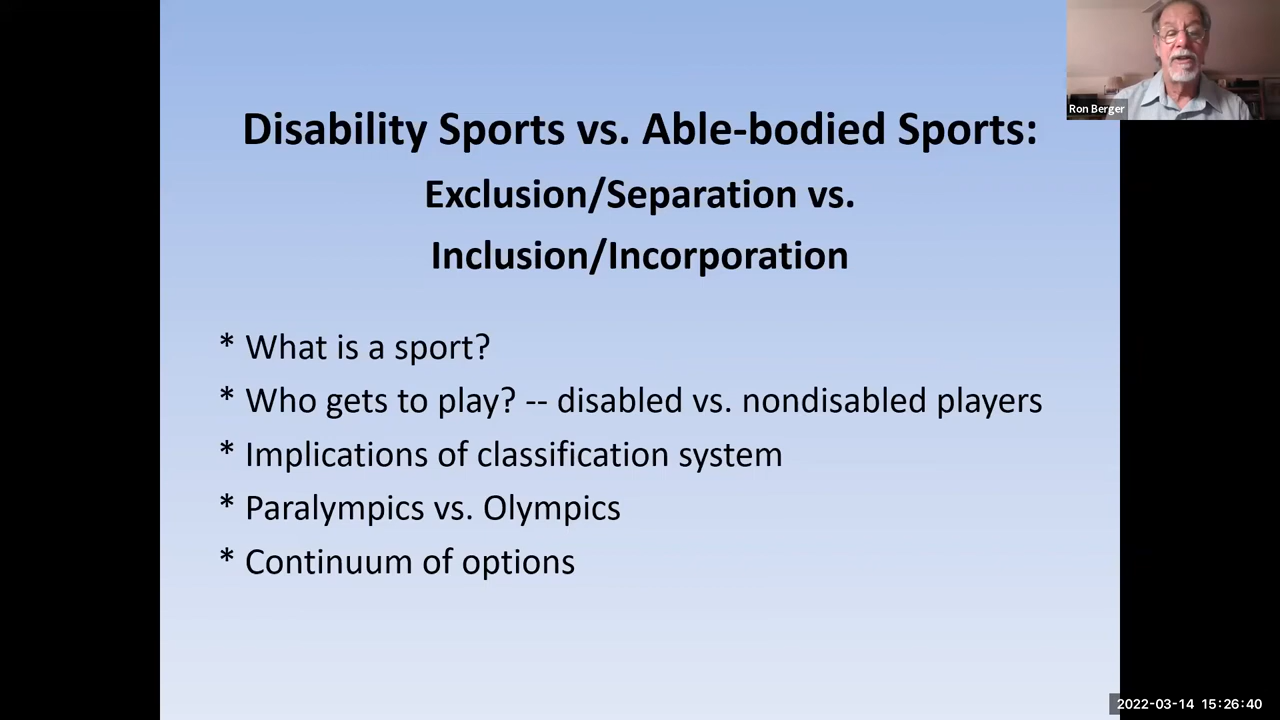 Disability Sports vs. Able-bodied Sports:
Exclusion/Separation vs.
Inclusion/Incorporation
* What is a sport?
* Who gets to play? -- disabled vs. nondisabled players
* Implications of classification system
* Paralympics vs. Olympics
* Continuum of options
Ron Berger
2022-03-14 15:26:40